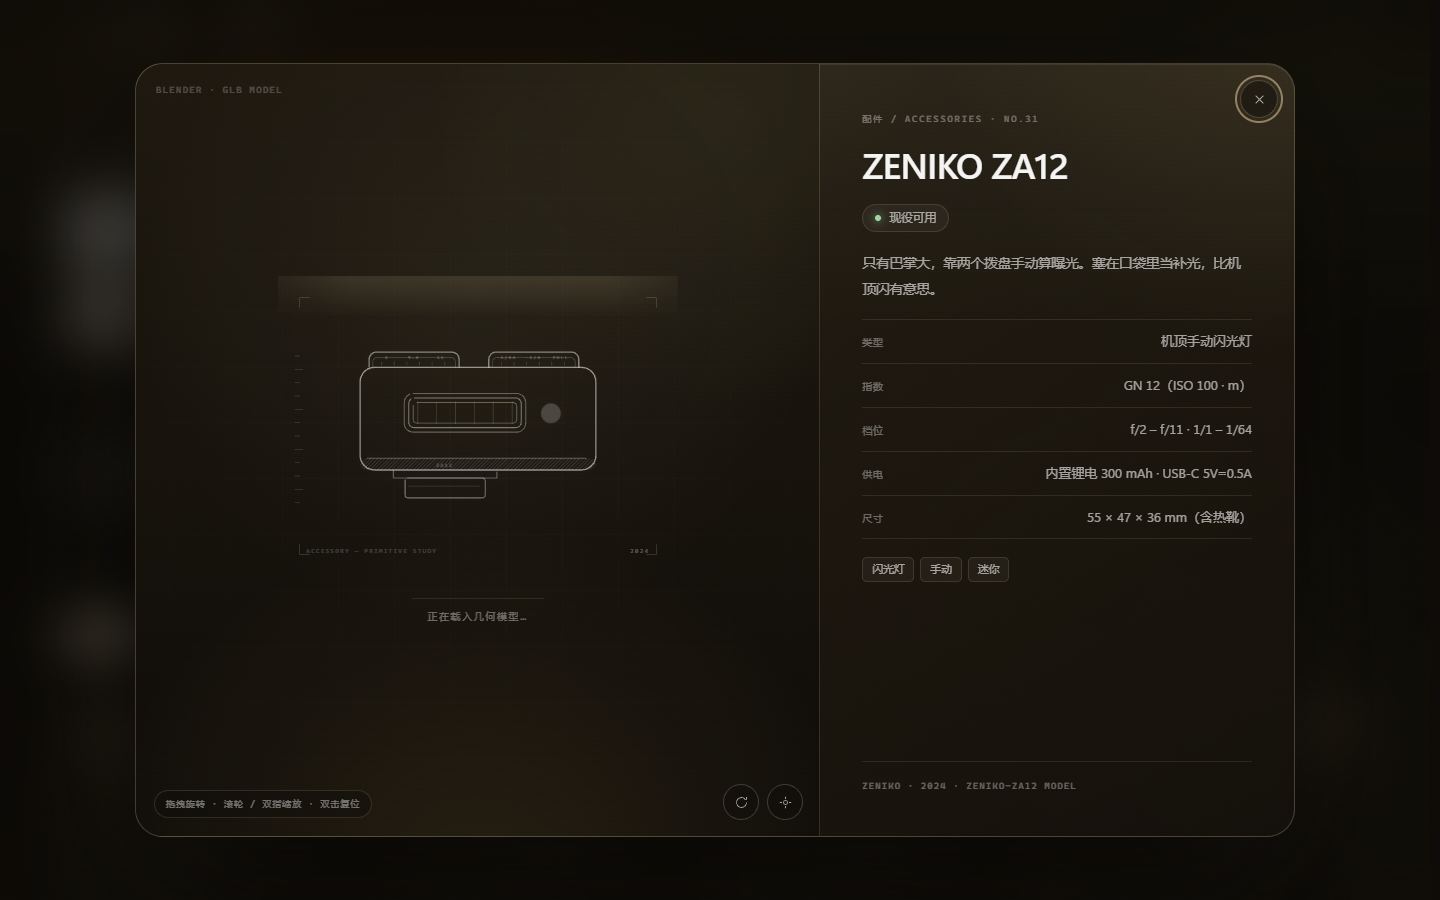 BLENDER · GLB MODEL
配件 / ACCESSORIES · NO.31
ZENIKO ZA12
现役可用
只有巴掌大，靠两个拨盘手动算曝光。塞在口袋里当补光，比机
顶闪有意思。
类型 机顶手动闪光灯
指数 GN 12（ISO 100 · m）
档位 f/2 – f/11 · 1/1 – 1/64
供电 内置锂电 300 mAh · USB-C 5V=0.5A
尺寸 55 × 47 × 36 mm（含热靴）
闪光灯 手动 迷你
ACCESSORY — PRIMITIVE STUDY 2024
正在载入几何模型…
拖拽旋转 · 滚轮 / 双指缩放 · 双击复位
ZENIKO · 2024 · ZENIKO-ZA12 MODEL